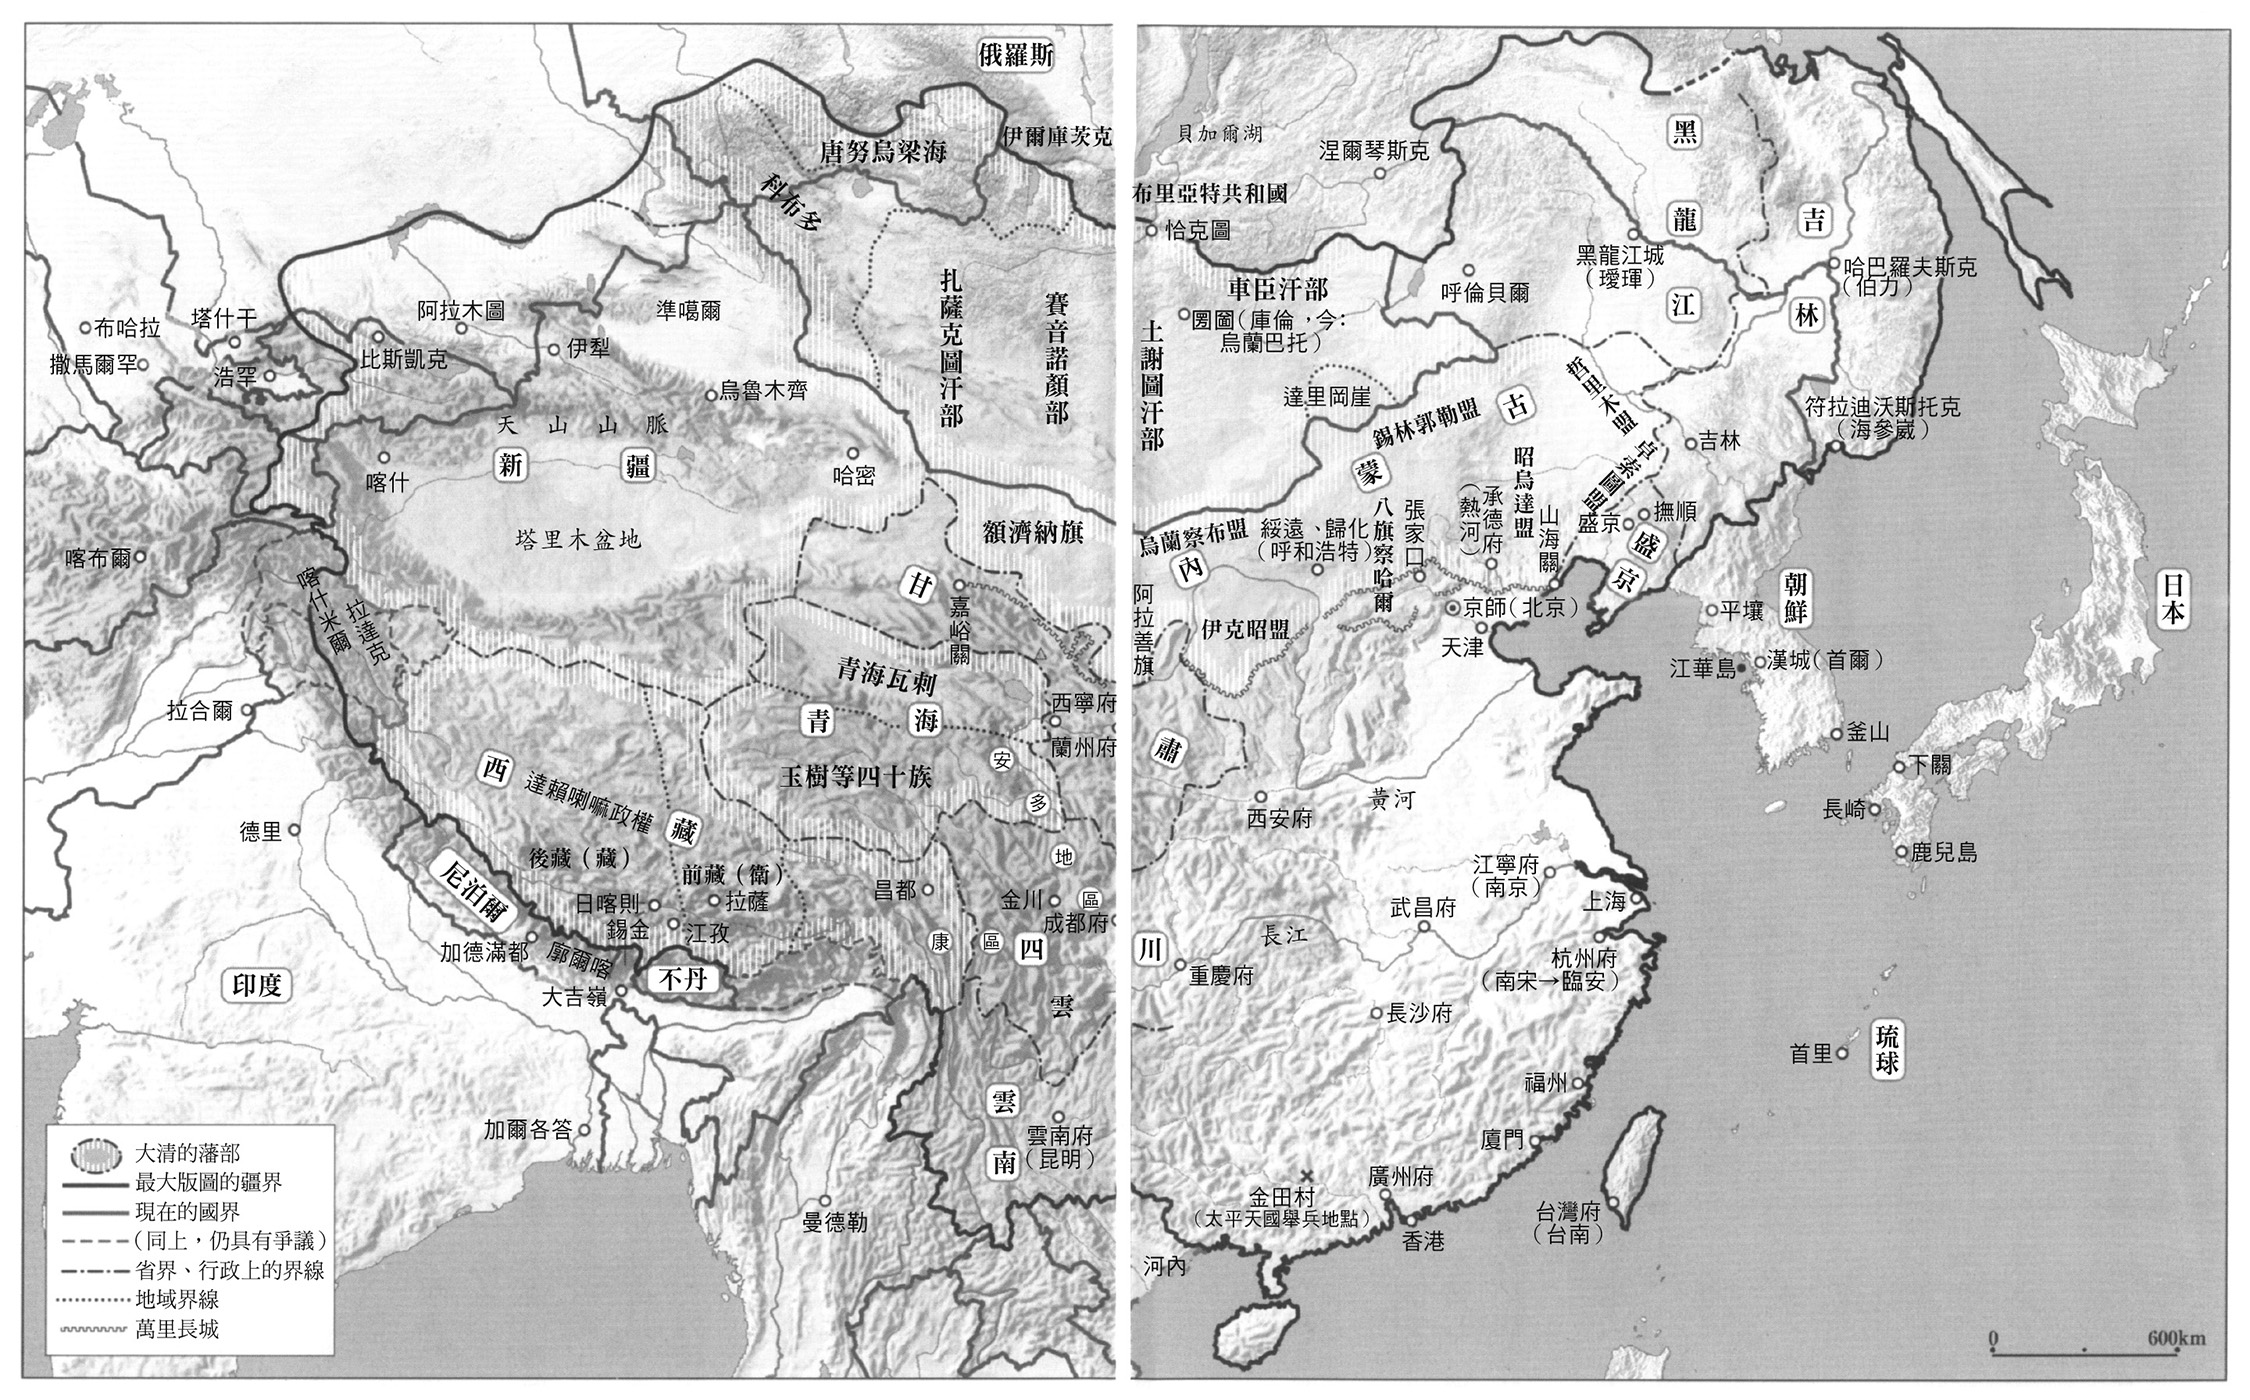 俄羅斯
伊爾庫茨克
唐努烏梁海
科布多
扎薩克圖汗部
賽音諾顏部
阿拉木圖
準噶爾
塔什干
布哈拉
撒馬爾罕
浩罕
比斯凱克
伊犁
烏魯木齊
天山山脈
新疆
喀什
哈密
塔里木盆地
額濟納旗
喀布爾
喀什米爾
拉達克
甘
嘉峪關
青海瓦剌
青海
西寧府
蘭州府
拉合爾
玉樹等四十族
安
多
地
區
西藏
達賴喇嘛政權
後藏（藏）
前藏（衛）
德里
尼泊爾
日喀則
拉薩
錫金
江孜
昌都
金川
成都府
康
區
四
加德滿都
廓爾喀
不丹
大吉嶺
印度
雲
雲
南
雲南府
（昆明）
加爾各答
曼德勒
大清的藩部
最大版圖的疆界
現在的國界
（同上，仍具有爭議）
省界、行政上的界線
地域界線
萬里長城
貝加爾湖
涅爾琴斯克
布里亞特共和國
恰克圖
黑龍江
吉林
黑龍江城
（璦琿）
哈巴羅夫斯克
（伯力）
呼倫貝爾
車臣汗部
圐圙（庫倫，今：
烏蘭巴托）
土謝圖汗部
達里岡崖
哲里木盟
錫林郭勒盟
內蒙古
卓索圖盟
昭烏達盟
吉林
符拉迪沃斯托克
（海參崴）
八旗察哈爾
張家口
承德府
（熱河）
山海關
盛京
撫順
盛京
烏蘭察布盟
綏遠、歸化
（呼和浩特）
阿拉善旗
伊克昭盟
京師（北京）
天津
朝鮮
平壤
漢城（首爾）
江華島
釜山
日本
下關
長崎
鹿兒島
肅
西安府
黃河
江寧府
（南京）
上海
武昌府
長江
川
重慶府
杭州府
（南宋→臨安）
長沙府
琉球
首里
福州
廈門
金田村
（太平天國舉兵地點）
廣州府
香港
台灣府
（台南）
河內
0
600km